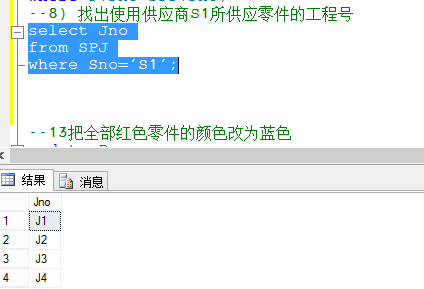 --8) 找出使用供应商S1所供应零件的工程号
select Jno
from SPJ
where Sno='S1';
--13把全部红色零件的颜色改为蓝色
结果 消息
Jno
1 J1
2 J2
3 J3
4 J4